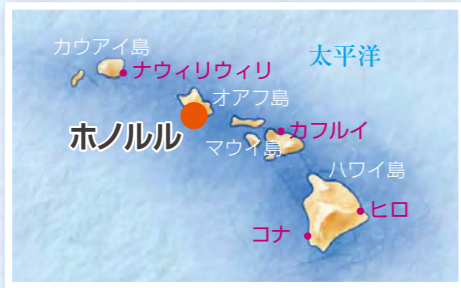 カウアイ島
ナウィリウィリ
太平洋
オアフ島
ホノルル
カフルイ
マウイ島
ハワイ島
ヒロ
コナ